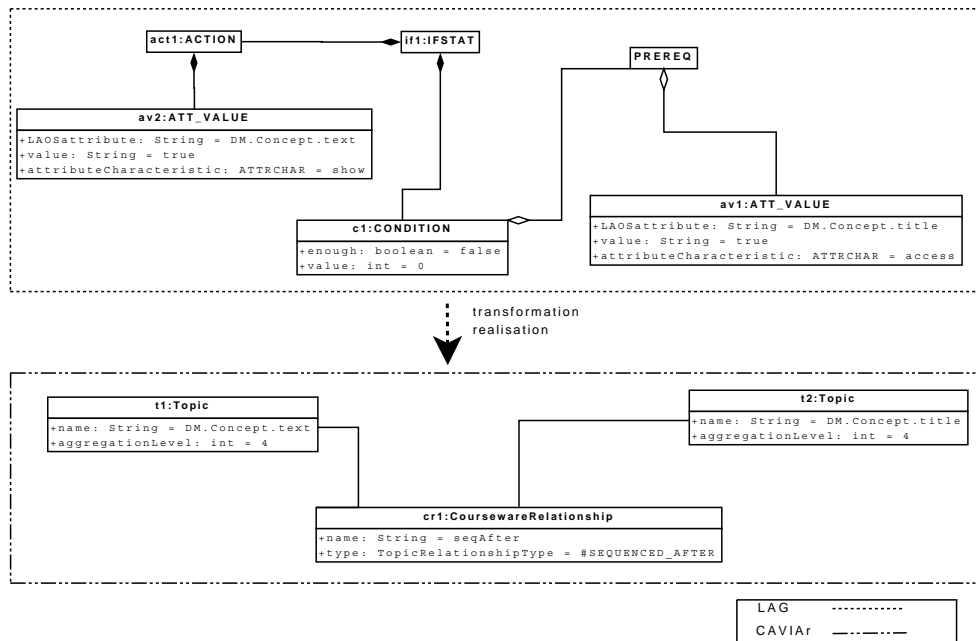 act1:ACTION
if1:IFSTAT
PREREQ
av2:ATT_VALUE
+LAOSattribute: String = DM.Concept.text
+value: String = true
+attributeCharacteristic: ATTRCHAR = show
c1:CONDITION
+enough: boolean = false
+value: int = 0
av1:ATT_VALUE
+LAOSattribute: String = DM.Concept.title
+value: String = true
+attributeCharacteristic: ATTRCHAR = access
transformation
realisation
t1:Topic
+name: String = DM.Concept.text
+aggregationLevel: int = 4
t2:Topic
+name: String = DM.Concept.title
+aggregationLevel: int = 4
cr1:CoursewareRelationship
+name: String = seqAfter
+type: TopicRelationshipType = #SEQUENCED_AFTER
LAG
CAVIAr